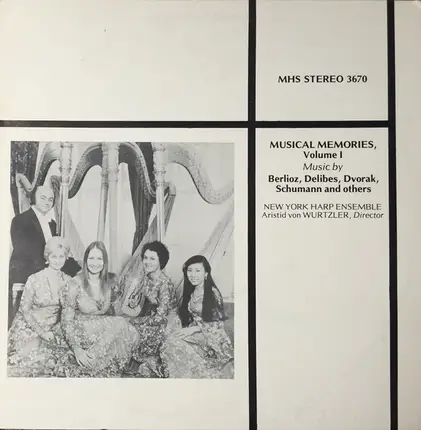 MHS STEREO 3670
MUSICAL MEMORIES,
Volume I
Music by
Berlioz, Delibes, Dvorak,
Schumann and others
NEW YORK HARP ENSEMBLE
Aristid von WURTZLER, Director